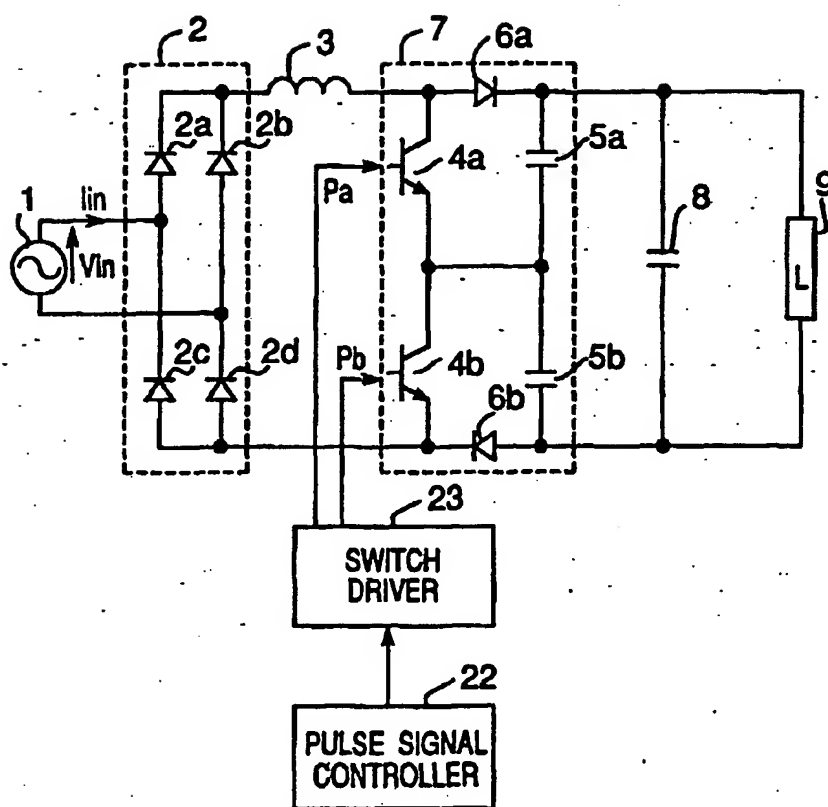 2
3
7
6a
2a
2b
4a
5a
Pa
1
Iin
Vin
8
9
L
2c
2d
Pb
4b
5b
6b
23
SWITCH
DRIVER
22
PULSE SIGNAL
CONTROLLER